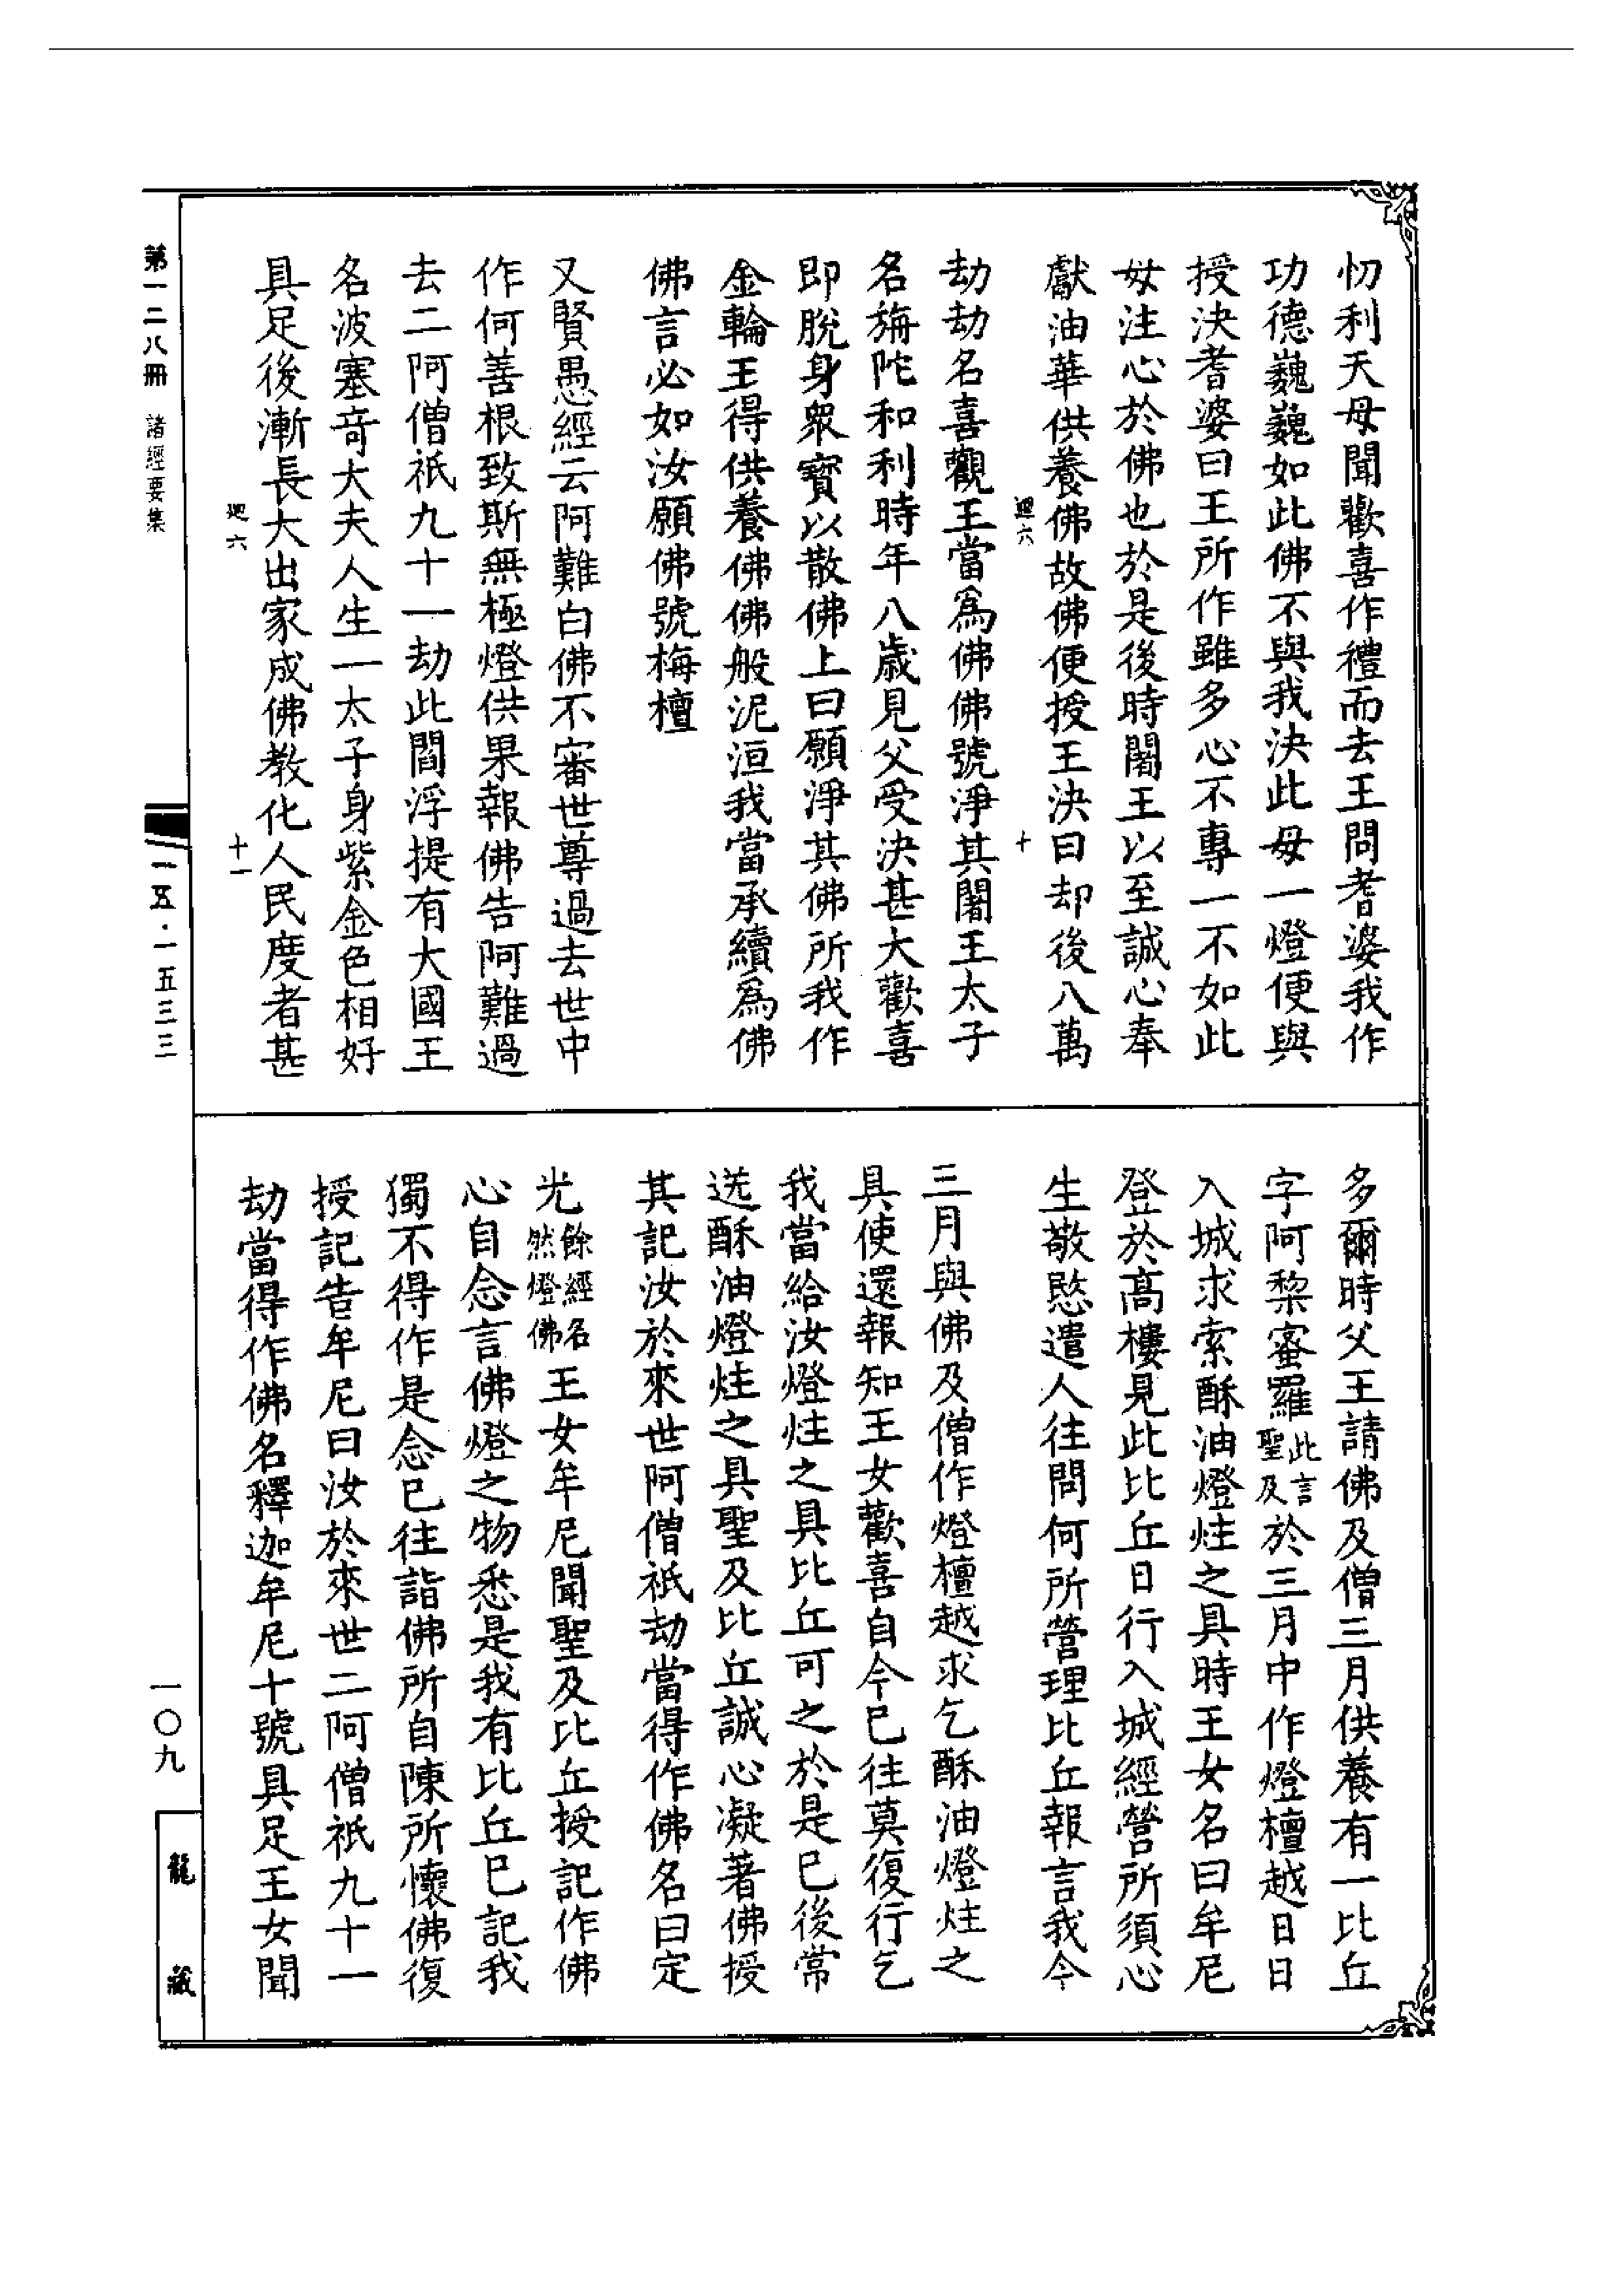 忉利天母聞歡喜作禮而去王問耆婆我作
功德巍巍如此佛不與我決此母一燈便與
授決耆婆曰王所作雖多心不專一不如此
母注心於佛也於是後時闍王以至誠心奉
獻油華供養佛故佛便授王決曰却後八萬
迴六 十
劫劫名喜觀王當為佛佛號淨其闍王太子
名旃陀和利時年八歲見父受決甚大歡喜
即脫身眾寶以散佛上曰願淨其佛所我作
金輪王得供養佛佛般泥洹我當承續為佛
佛言必如汝願佛號栴檀
又賢愚經云阿難白佛不審世尊過去世中
作何善根致斯無極燈供果報佛告阿難過
去二阿僧祇九十一劫此閻浮提有大國王
名波塞奇大夫人生一太子身紫金色相好
具足後漸長大出家成佛教化人民度者甚
迴六 十一
多爾時父王請佛及僧三月供養有一比丘
字阿犂蜜羅此言聖及於三月中作燈檀越日日
入城求索酥油燈炷之具時王女名曰牟尼
登於高樓見此比丘日行入城經營所須心
生敬愍遣人往問何所營理比丘報言我今
三月與佛及僧作燈檀越求乞酥油燈炷之
具使還報知王女歡喜自今已往莫復行乞
我當給汝燈炷之具比丘可之於是已後常
送酥油燈炷之具聖及比丘誠心凝著佛授
其記汝於來世阿僧祇劫當得作佛名曰定
光餘經名然燈佛王女牟尼聞聖及比丘授記作佛
心自念言佛燈之物悉是我有比丘已記我
獨不得作是念已往詣佛所自陳所懷佛復
授記告牟尼曰汝於來世二阿僧祇九十一
劫當得作佛名釋迦牟尼十號具足王女聞
第一二八冊 諸經要集
一五·一五三三
一〇九
龍藏